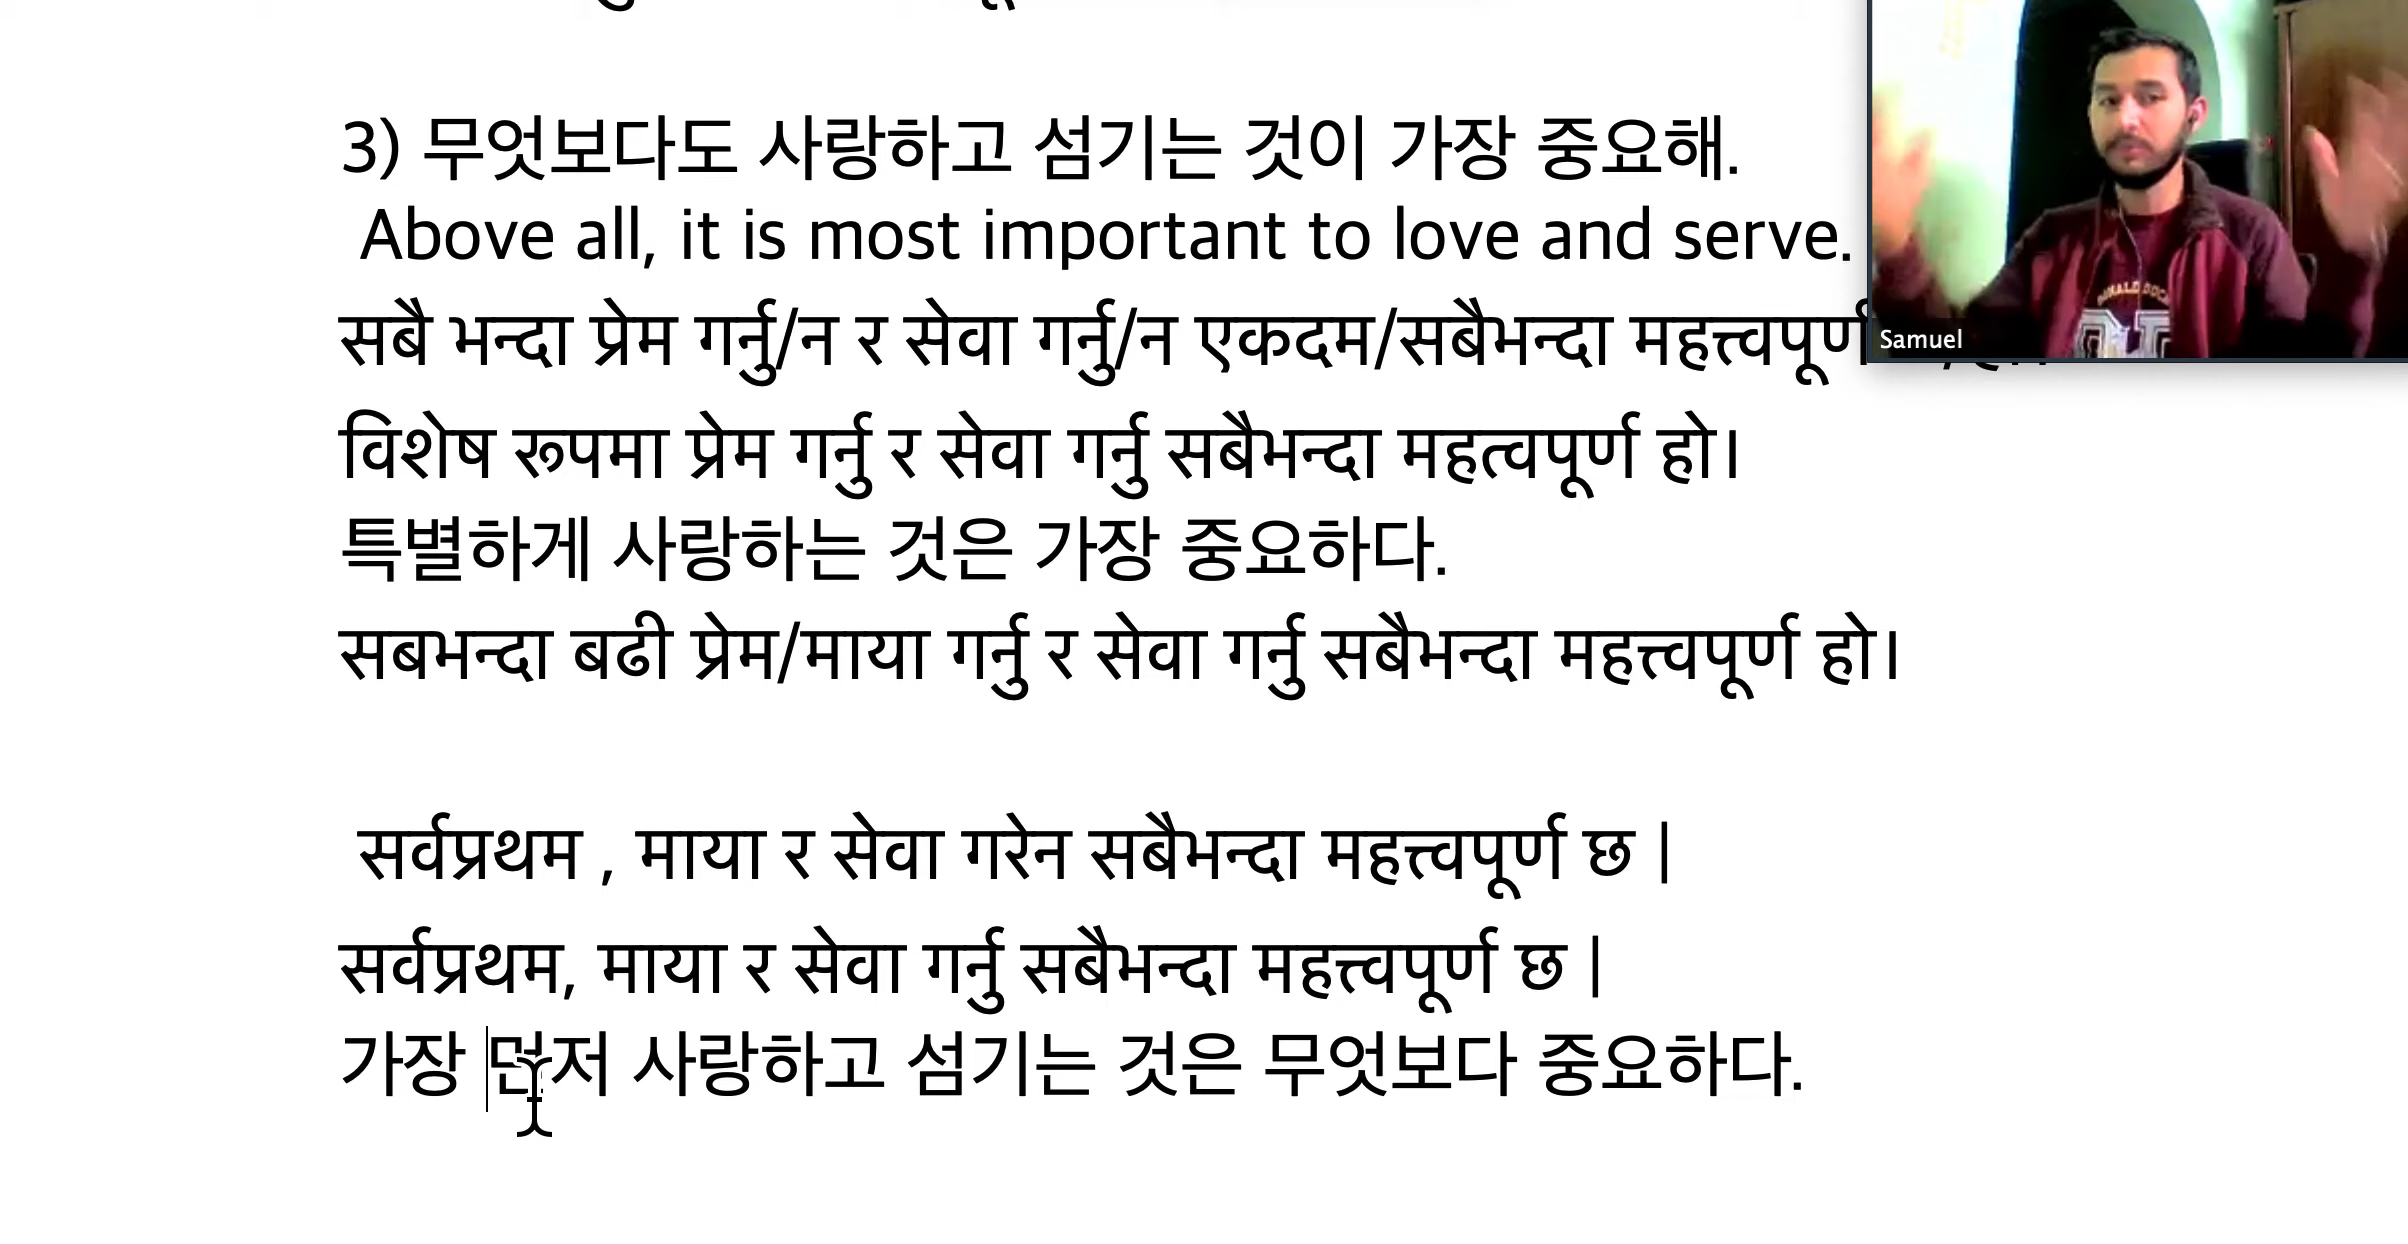 3) 무엇보다도 사랑하고 섬기는 것이 가장 중요해.
Above all, it is most important to love and serve.
सबै भन्दा प्रेम गर्नु/न र सेवा गर्नु/न एकदम/सबैभन्दा महत्त्वपूर्ण
Samuel
विशेष रूपमा प्रेम गर्नु र सेवा गर्नु सबैभन्दा महत्वपूर्ण हो।
특별하게 사랑하는 것은 가장 중요하다.
सबभन्दा बढी प्रेम/माया गर्नु र सेवा गर्नु सबैभन्दा महत्त्वपूर्ण हो।
सर्वप्रथम , माया र सेवा गरेन सबैभन्दा महत्त्वपूर्ण छ |
सर्वप्रथम, माया र सेवा गर्नु सबैभन्दा महत्त्वपूर्ण छ |
가장 먼저 사랑하고 섬기는 것은 무엇보다 중요하다.